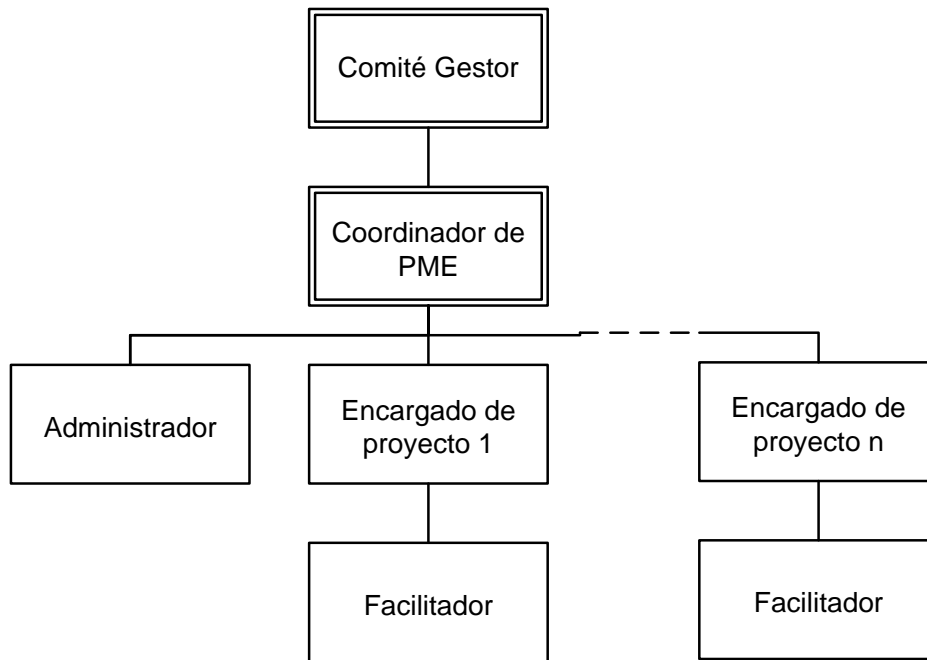 Comité Gestor
Coordinador de
PME
Administrador
Encargado de
proyecto 1
Encargado de
proyecto n
Facilitador
Facilitador